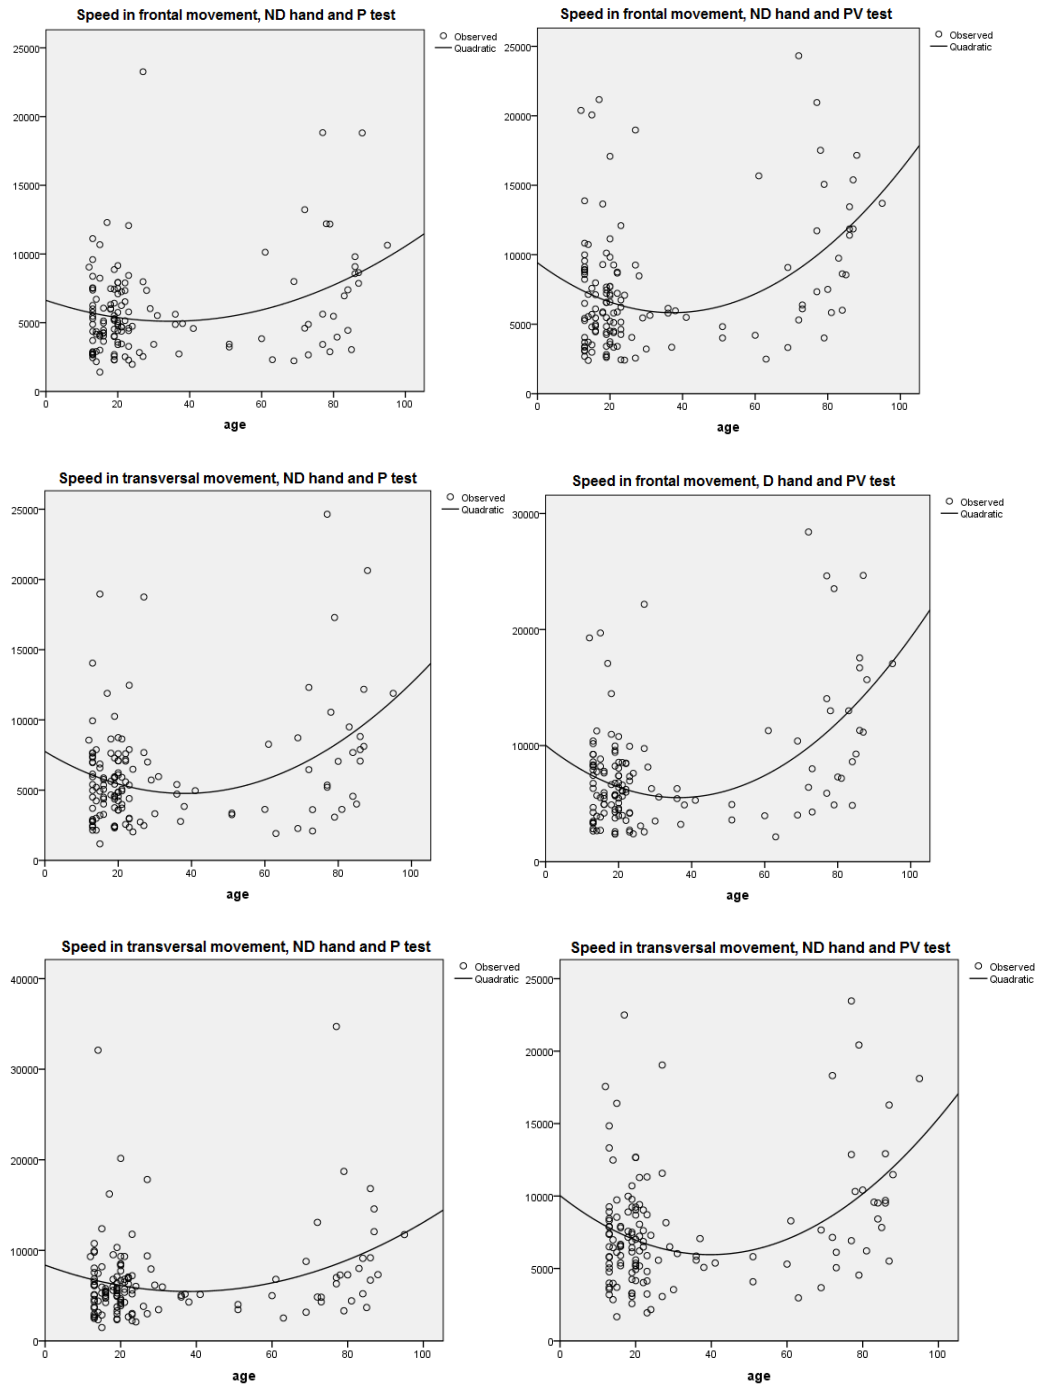 Speed in frontal movement, ND hand and P test
Observed
Quadratic
25000
20000
15000
10000
5000
0
0 20 40 60 80 100
age
Speed in frontal movement, ND hand and PV test
Observed
Quadratic
25000
20000
15000
10000
5000
0
0 20 40 60 80 100
age
Speed in transversal movement, ND hand and P test
Observed
Quadratic
25000
20000
15000
10000
5000
0
0 20 40 60 80 100
age
Speed in frontal movement, D hand and PV test
Observed
Quadratic
30000
20000
10000
0
0 20 40 60 80 100
age
Speed in transversal movement, ND hand and P test
Observed
Quadratic
40000
30000
20000
10000
0
0 20 40 60 80 100
age
Speed in transversal movement, ND hand and PV test
Observed
Quadratic
25000
20000
15000
10000
5000
0
0 20 40 60 80 100
age